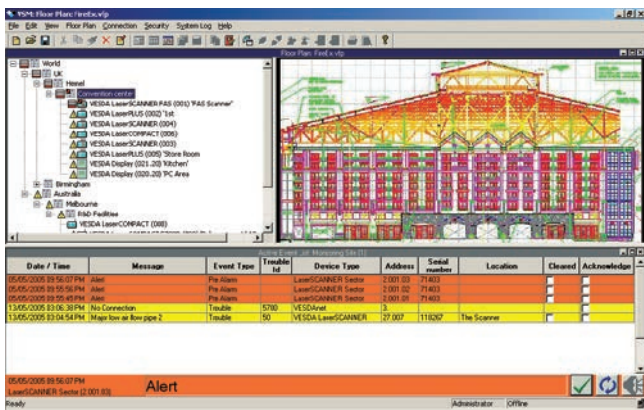 VSM: Floor Plan: FireEx.vfp
File Edit View Floor Plan Connection Security System Log Help
Floor Plan: FireEx.vfp
World
UK
Hemel
Convention center
VESDA LaserSCANNER FAS (001) 'FAS Scanner'
VESDA LaserPLUS (002) '1st
VESDA LaserSCANNER (004)
VESDA LaserCOMPACT (006)
VESDA LaserSCANNER (003)
VESDA LaserPLUS (005) 'Store Room
VESDA Display (021.20) 'Kitchen'
VESDA Display (020.20) 'PC Area
Birmingham
Australia
Melbourne
R&D Facilities
VESDA LaserCOMPACT (008)
Date / Time Message Event Type Trouble Id Device Type Address Serial number Location Cleared Acknowledge
05/05/2005 09:56:07 PM Alert Pre Alarm LaserSCANNER Sector 2.001.03 71403
05/05/2005 09:55:56 PM Alert Pre Alarm LaserSCANNER Sector 2.001.02 71403
05/05/2005 09:55:45 PM Alert Pre Alarm LaserSCANNER Sector 2.001.01 71403
13/05/2005 03:06:38 PM No Connection Trouble 5780 VESDAnet 3
13/05/2005 03:04:54 PM Major low air flow pipe 2 Trouble 50 VESDA LaserSCANNER 27.007 118267 The Scanner
05/05/2005 09:56:07 PM
LaserSCANNER Sector (2.001.03)
Alert
Ready Administrator Offline